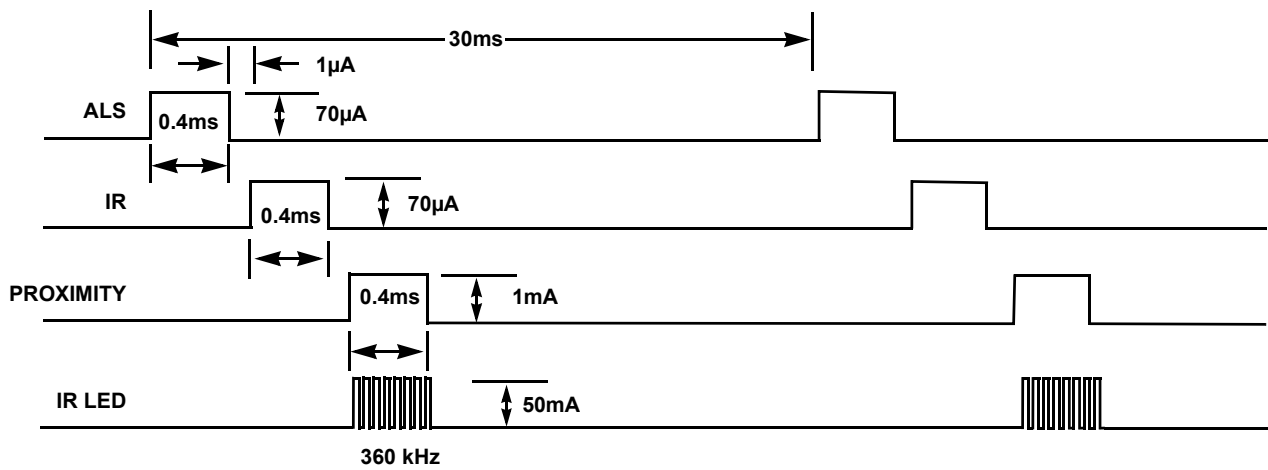 30ms
1µA
ALS
0.4ms
70µA
IR
0.4ms
70µA
PROXIMITY
0.4ms
1mA
IR LED
50mA
360 kHz